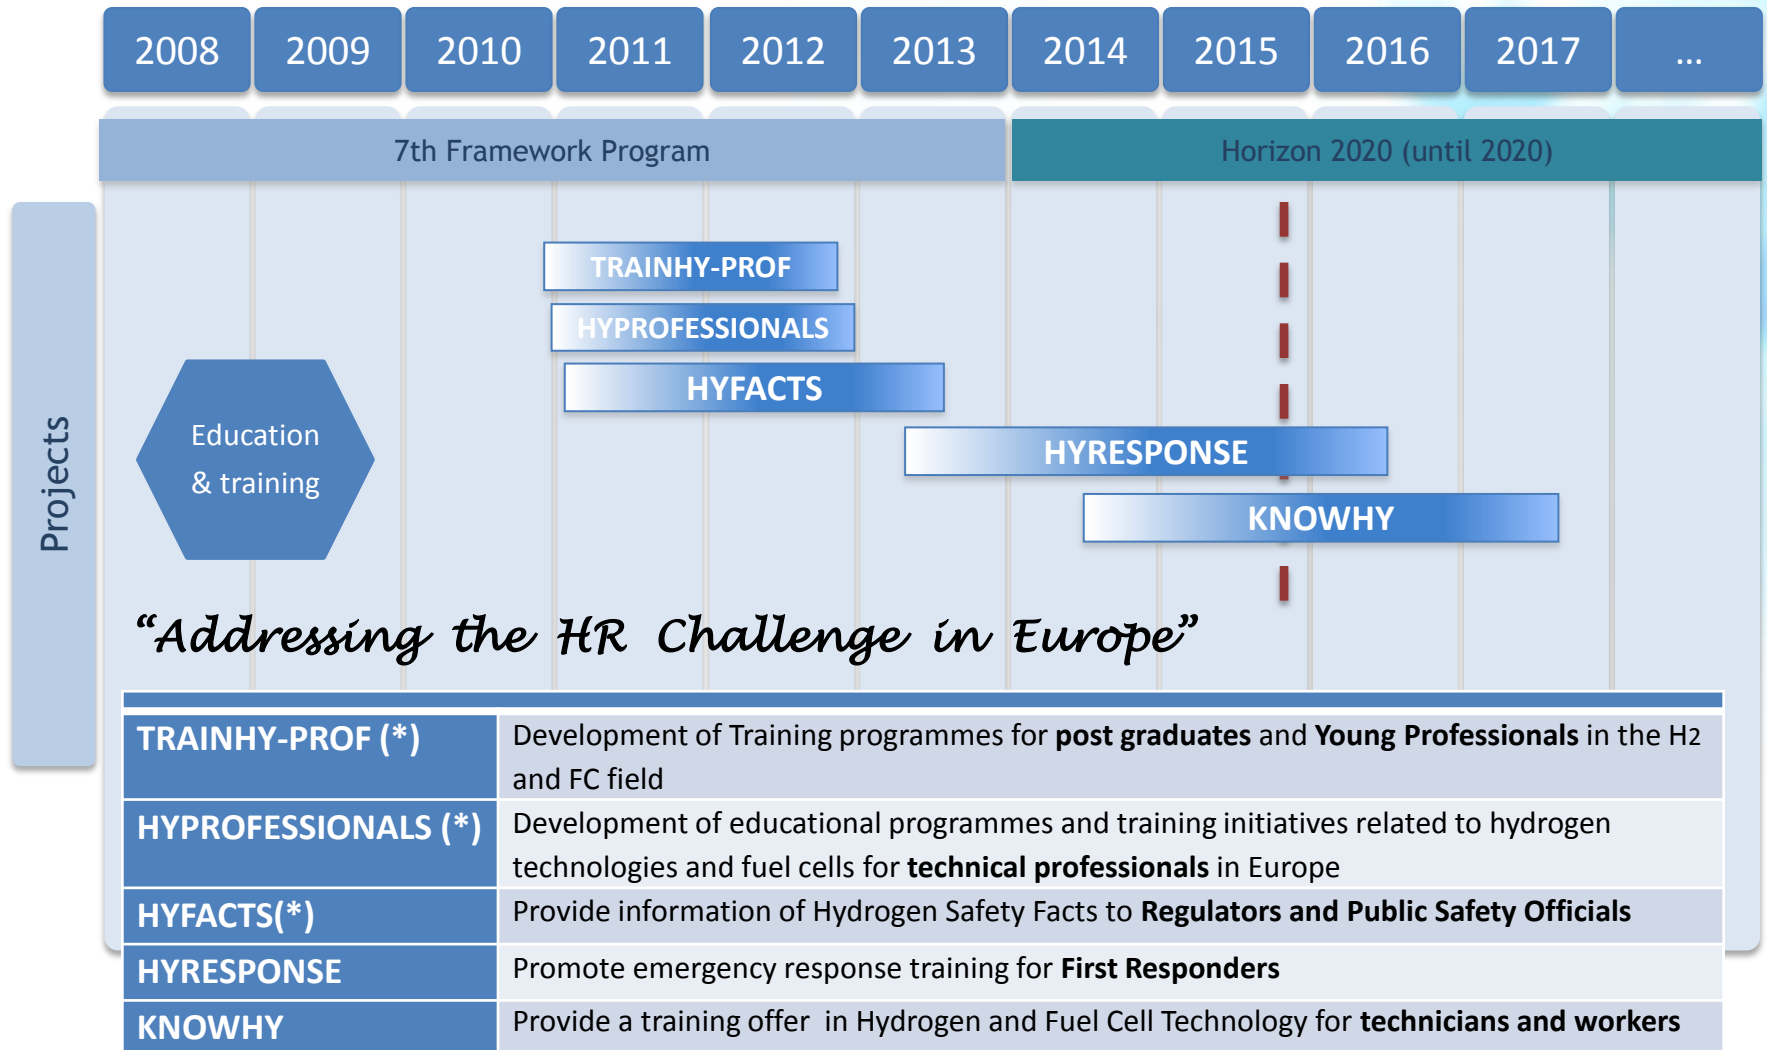 2008 2009 2010 2011 2012 2013 2014 2015 2016 2017 ...
7th Framework Program Horizon 2020 (until 2020)
Projects
TRAINHY-PROF
HYPROFESSIONALS
HYFACTS
HYRESPONSE
KNOWHY
Education
& training
“Addressing the HR Challenge in Europe”
TRAINHY-PROF (*) Development of Training programmes for post graduates and Young Professionals in the H2
and FC field
HYPROFESSIONALS (*) Development of educational programmes and training initiatives related to hydrogen
technologies and fuel cells for technical professionals in Europe
HYFACTS(*) Provide information of Hydrogen Safety Facts to Regulators and Public Safety Officials
HYRESPONSE Promote emergency response training for First Responders
KNOWHY Provide a training offer in Hydrogen and Fuel Cell Technology for technicians and workers